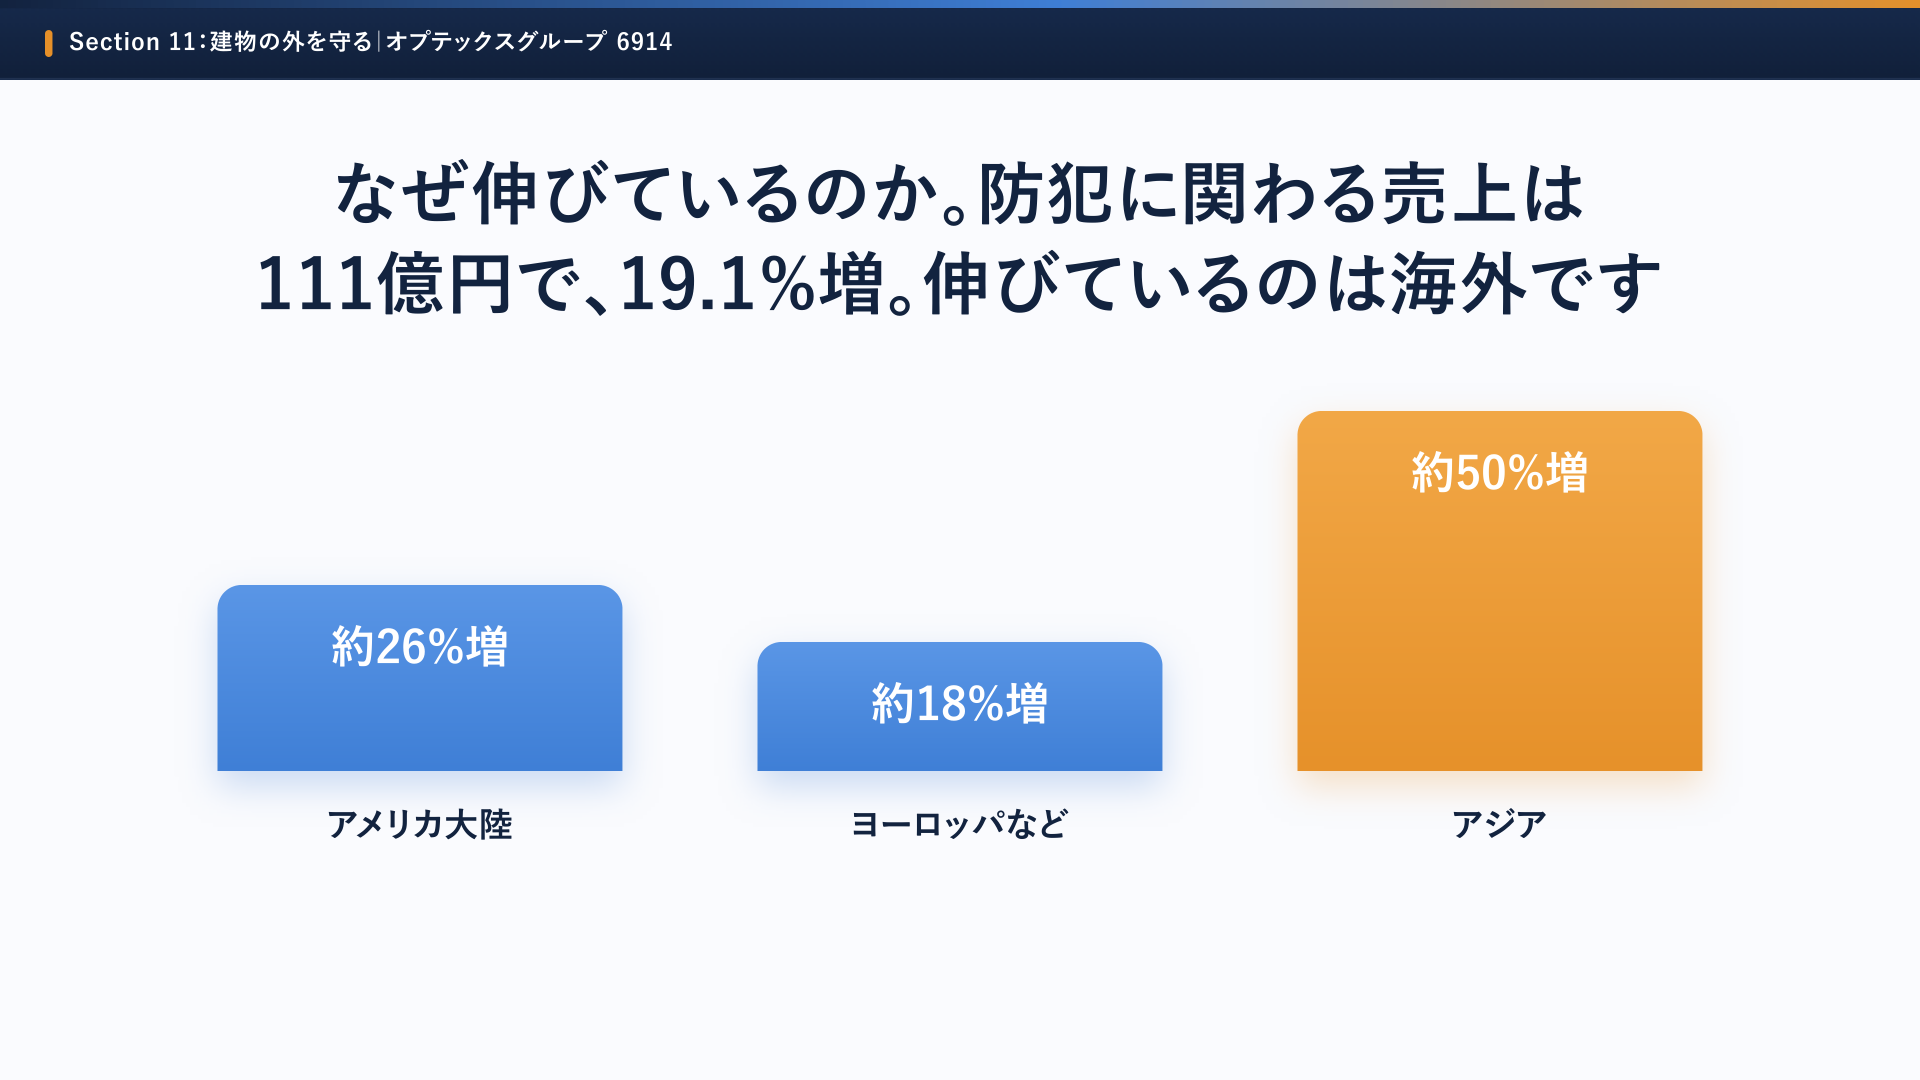 Section 11：建物の外を守る｜オプテックスグループ 6914
なぜ伸びているのか。防犯に関わる売上は
111億円で、19.1%増。伸びているのは海外です
約50%増
約26%増
約18%増
アメリカ大陸
ヨーロッパなど
アジア